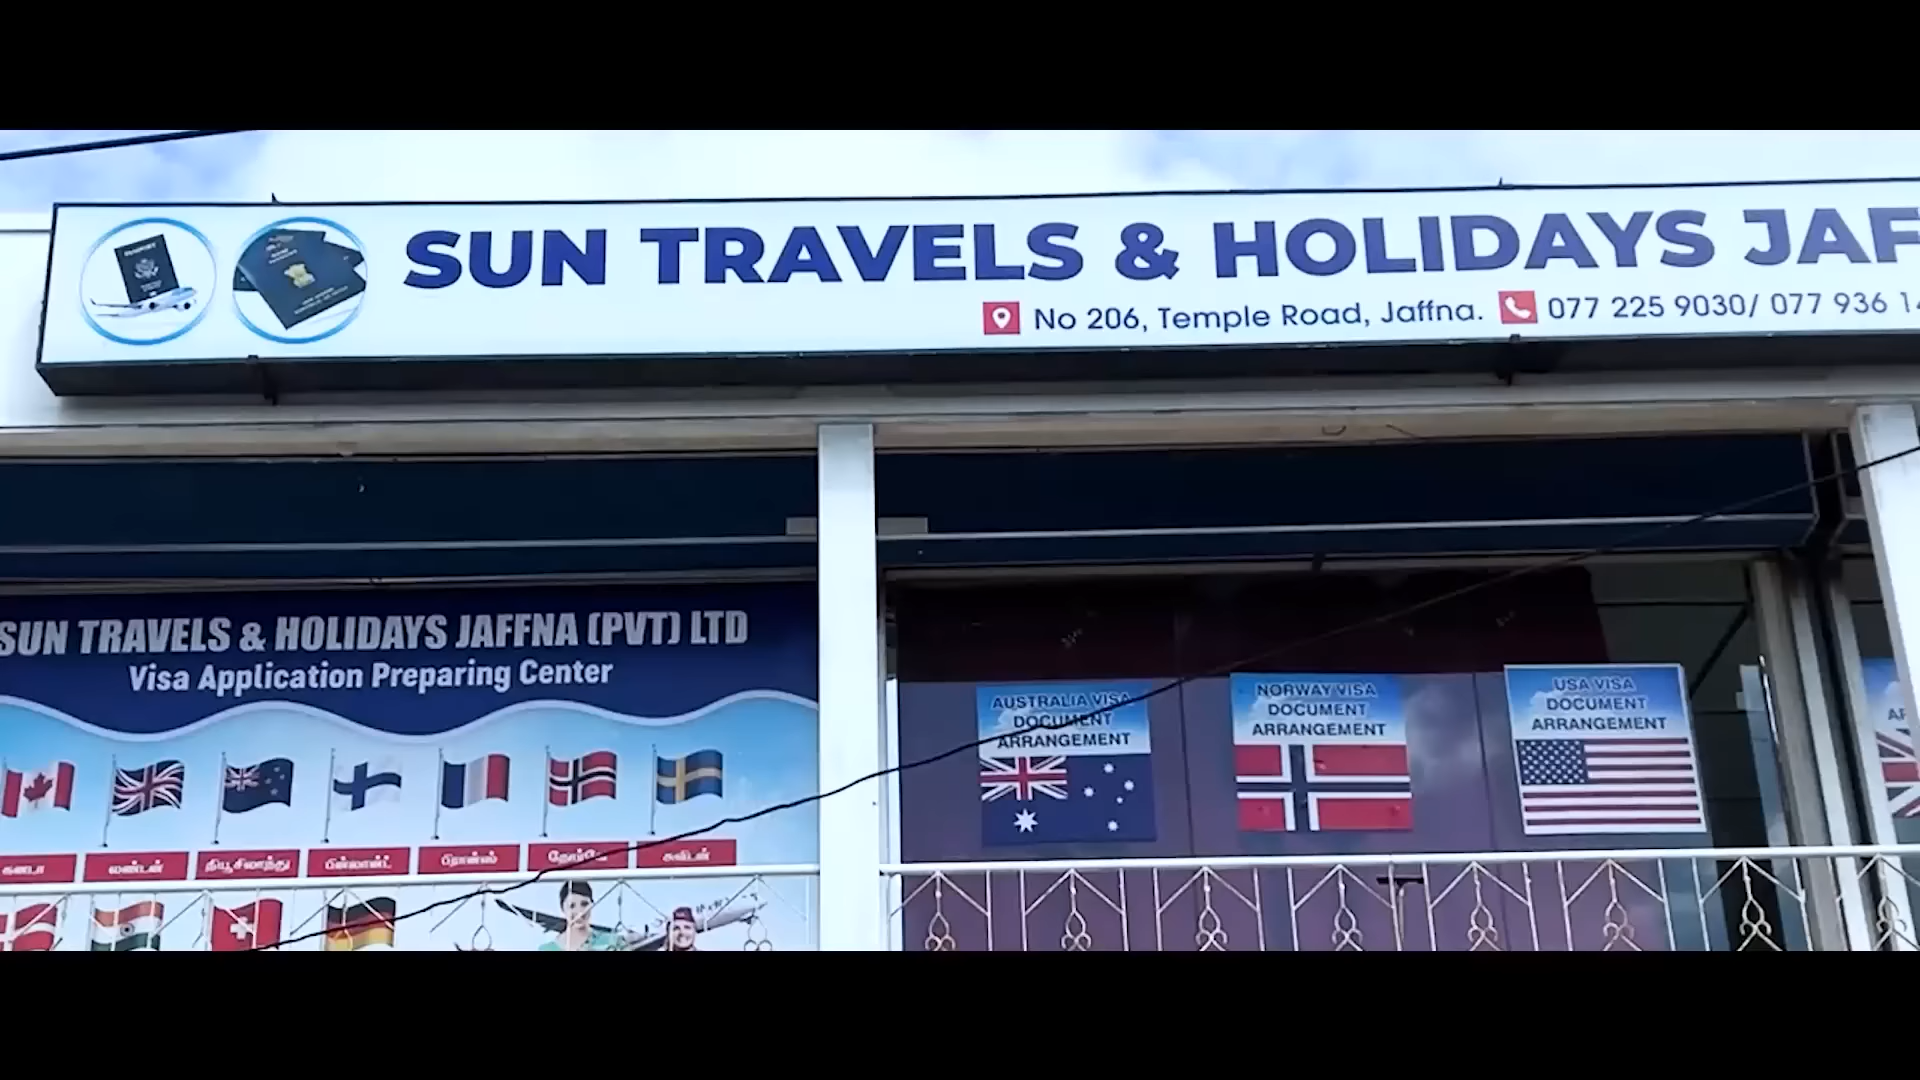 SUN TRAVELS & HOLIDAYS JAF
No 206, Temple Road, Jaffna. 077 225 9030/ 077 936
SUN TRAVELS & HOLIDAYS JAFFNA (PVT) LTD
Visa Application Preparing Center
கனடா
லண்டன்
நியூசிலாந்து
பின்லாண்ட்
பிரான்ஸ்
நோர்வே
சுவிடன்
AUSTRALIA VISA
DOCUMENT
ARRANGEMENT
NORWAY VISA
DOCUMENT
ARRANGEMENT
USA VISA
DOCUMENT
ARRANGEMENT